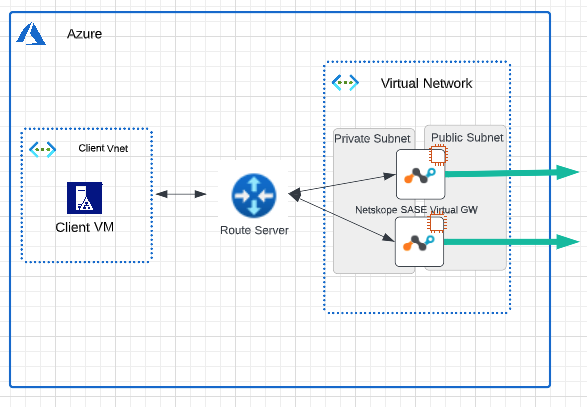 Azure
Virtual Network
Private Subnet
Public Subnet
Client Vnet
Client VM
Route Server
Netskope SASE Virtual GW